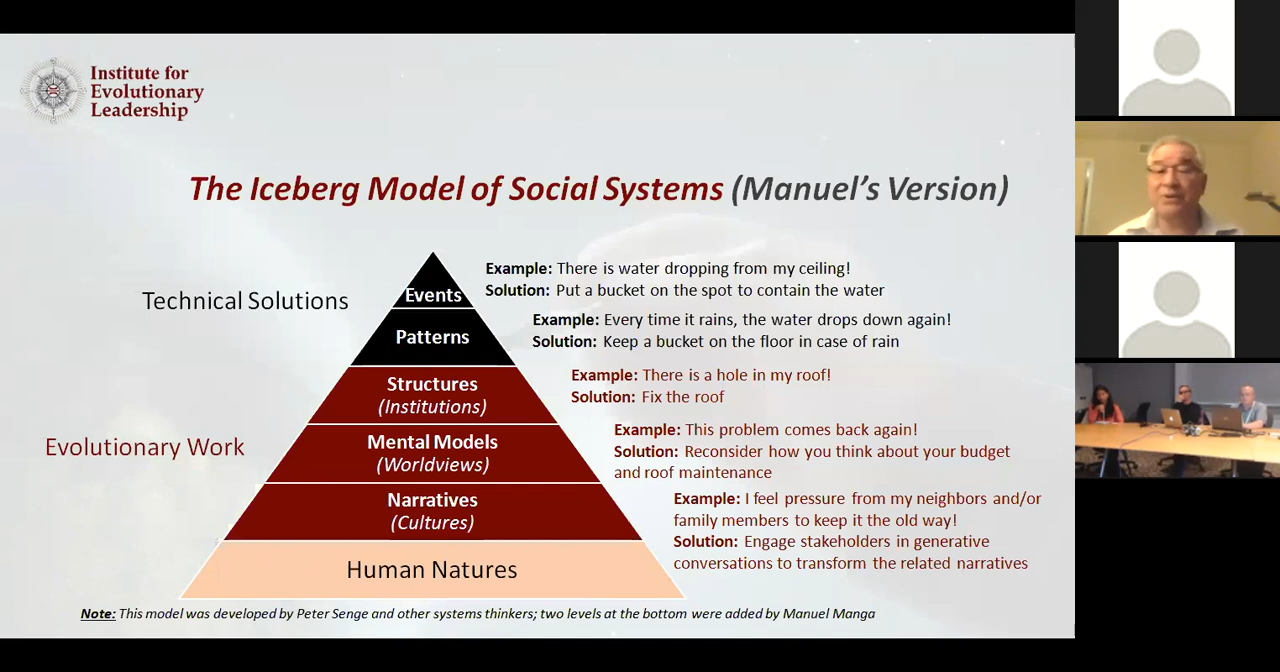 Institute for
Evolutionary
Leadership
The Iceberg Model of Social Systems (Manuel's Version)
Technical Solutions
Events
Example: There is water dropping from my ceiling!
Solution: Put a bucket on the spot to contain the water
Patterns
Example: Every time it rains, the water drops down again!
Solution: Keep a bucket on the floor in case of rain
Evolutionary Work
Structures
(Institutions)
Example: There is a hole in my roof!
Solution: Fix the roof
Mental Models
(Worldviews)
Example: This problem comes back again!
Solution: Reconsider how you think about your budget
and roof maintenance
Narratives
(Cultures)
Example: I feel pressure from my neighbors and/or
family members to keep it the old way!
Solution: Engage stakeholders in generative
conversations to transform the related narratives
Human Natures
Note: This model was developed by Peter Senge and other systems thinkers; two levels at the bottom were added by Manuel Manga